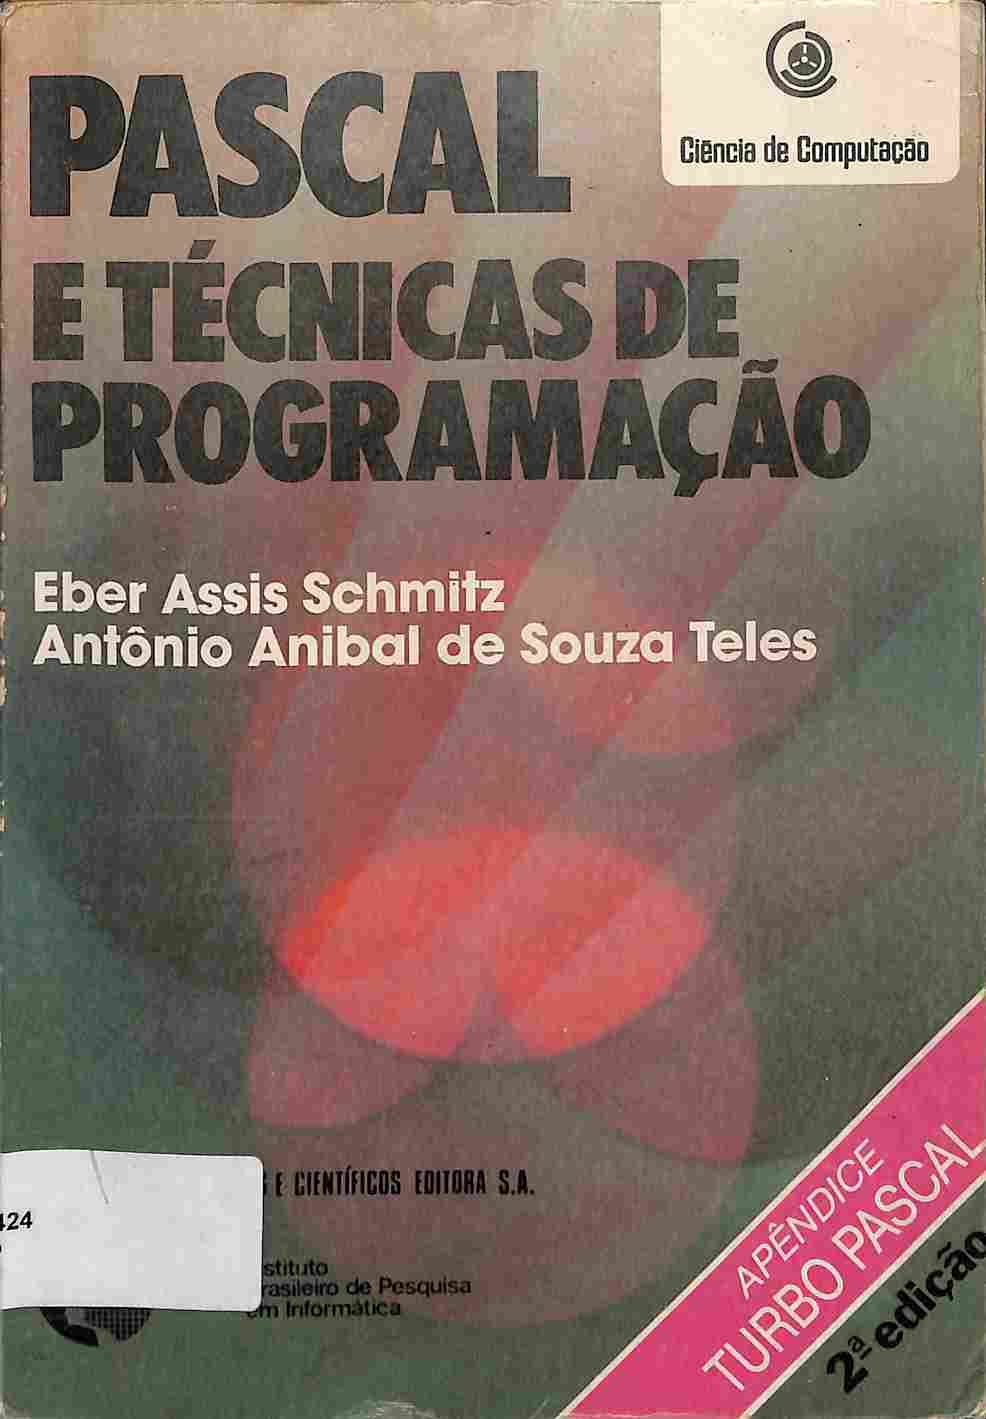 Ciência de Computação
PASCAL
E TÉCNICAS DE
PROGRAMAÇÃO
Eber Assis Schmitz
Antônio Anibal de Souza Teles
E CIENTÍFICOS EDITORA S.A.
424
stituto
rasileiro de Pesquisa
em Informática
APÊNDICE
TURBO PASCAL
2ª edição